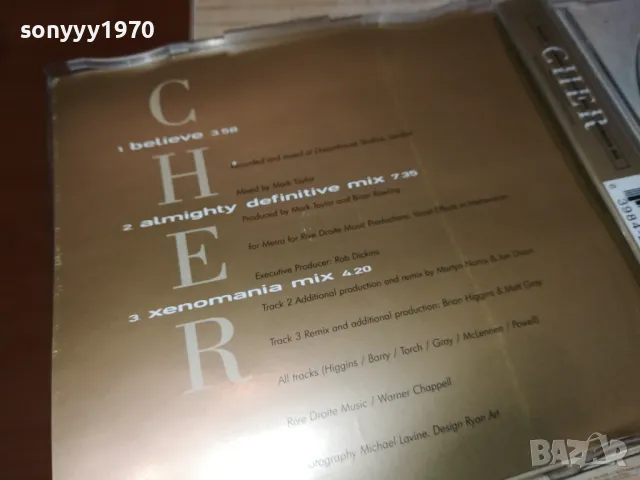 sonyyy1970
C
H
E
R
1 believe 3:58
Recorded and mixed at Dreamhouse Studios, London
Mixed by Mark Taylor
2 almighty definitive mix 7:35
Produced by Mark Taylor and Brian Rawling
for Metro for Rive Droite Music Productions.
Executive Producer: Rob Dickins
3 xenomania mix 4.20
Track 2 Additional production and remix by Martyn Norris & Jon Dixon
Track 3 Remix and additional production: Brian Higgins & Matt Gray
All tracks (Higgins / Barry / Torch / Gray / McLennen / Powell)
Rive Droite Music / Warner Chappell
Photography Michael Lavine. Design Ryan Art
CHER
BAZAR
bg